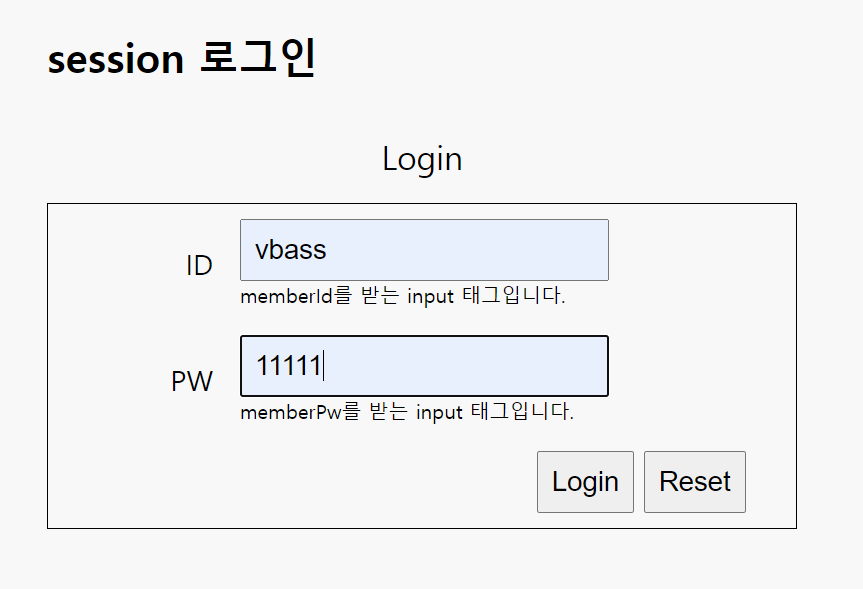 session 로그인
Login
ID
vbass
memberId를 받는 input 태그입니다.
PW
11111
memberPw를 받는 input 태그입니다.
Login
Reset